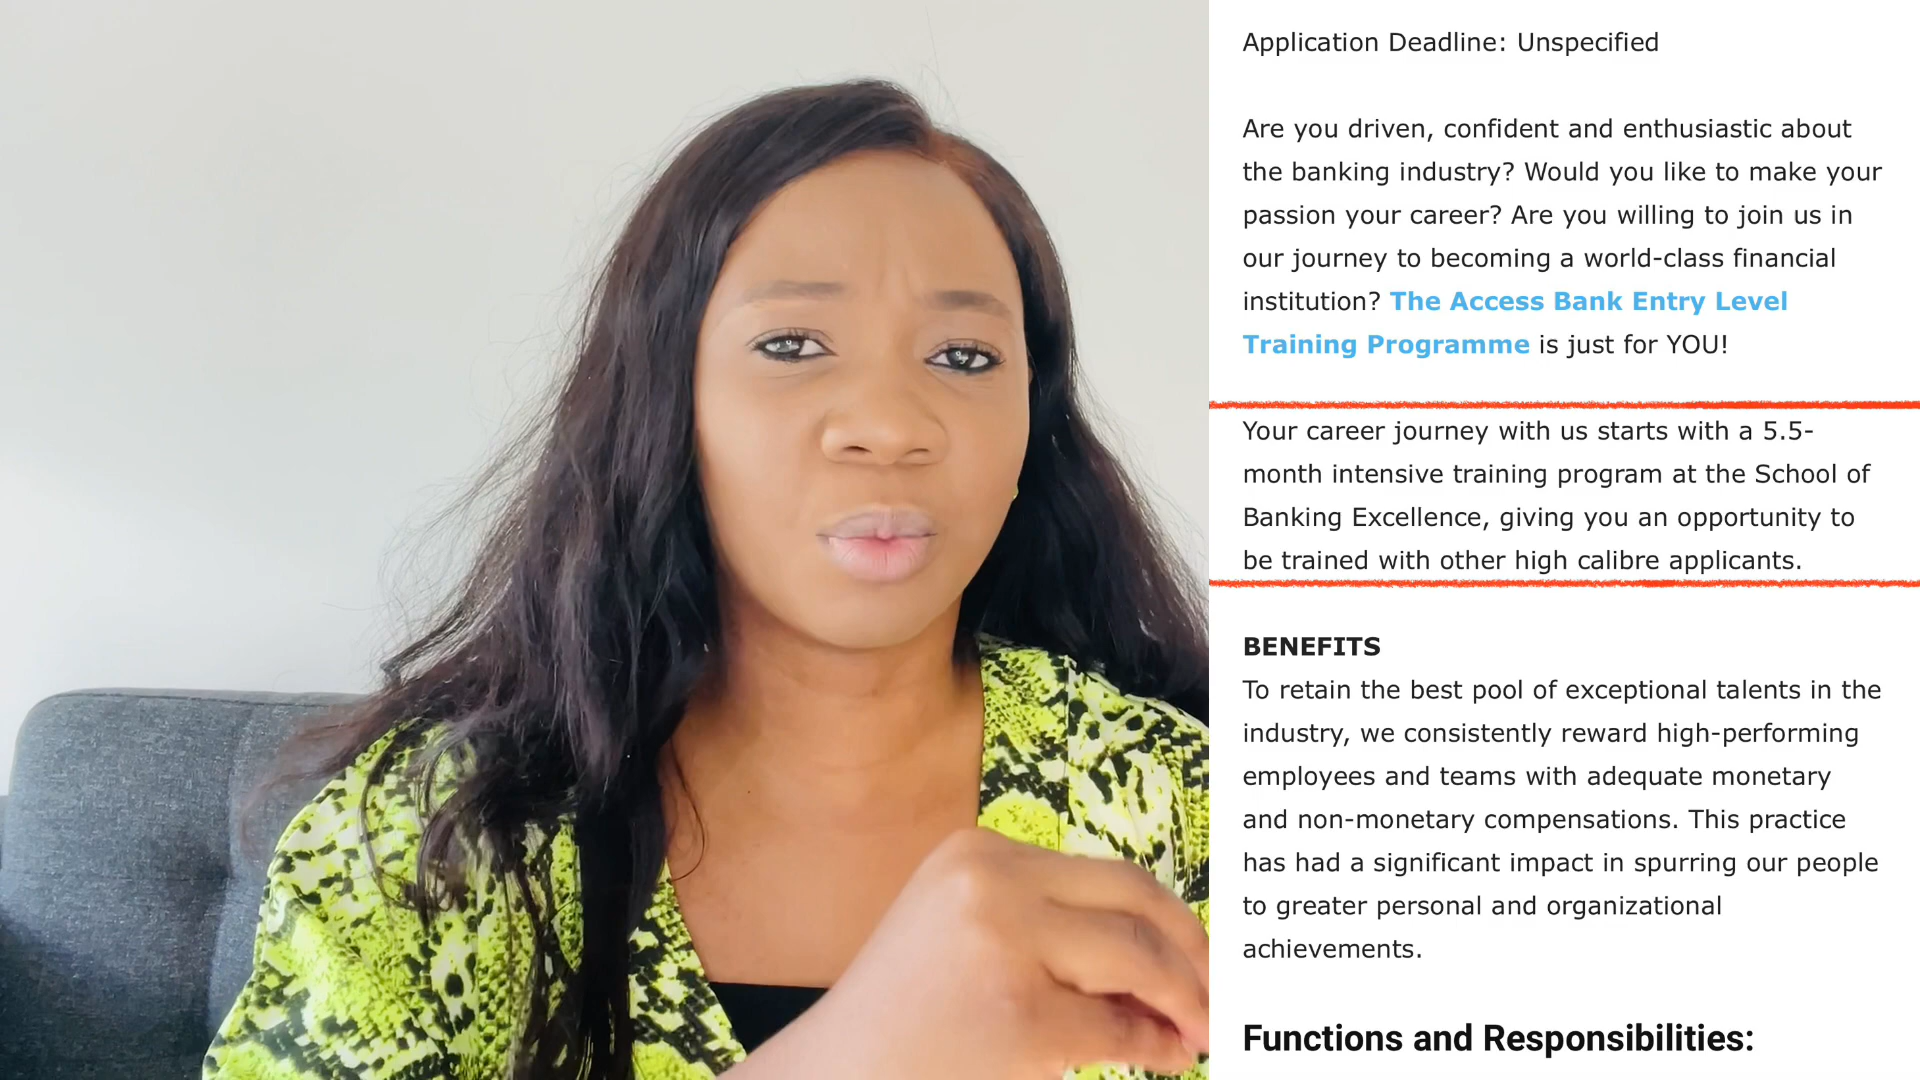 Application Deadline: Unspecified
Are you driven, confident and enthusiastic about
the banking industry? Would you like to make your
passion your career? Are you willing to join us in
our journey to becoming a world-class financial
institution? The Access Bank Entry Level
Training Programme is just for YOU!
Your career journey with us starts with a 5.5-
month intensive training program at the School of
Banking Excellence, giving you an opportunity to
be trained with other high calibre applicants.
BENEFITS
To retain the best pool of exceptional talents in the
industry, we consistently reward high-performing
employees and teams with adequate monetary
and non-monetary compensations. This practice
has had a significant impact in spurring our people
to greater personal and organizational
achievements.
Functions and Responsibilities: